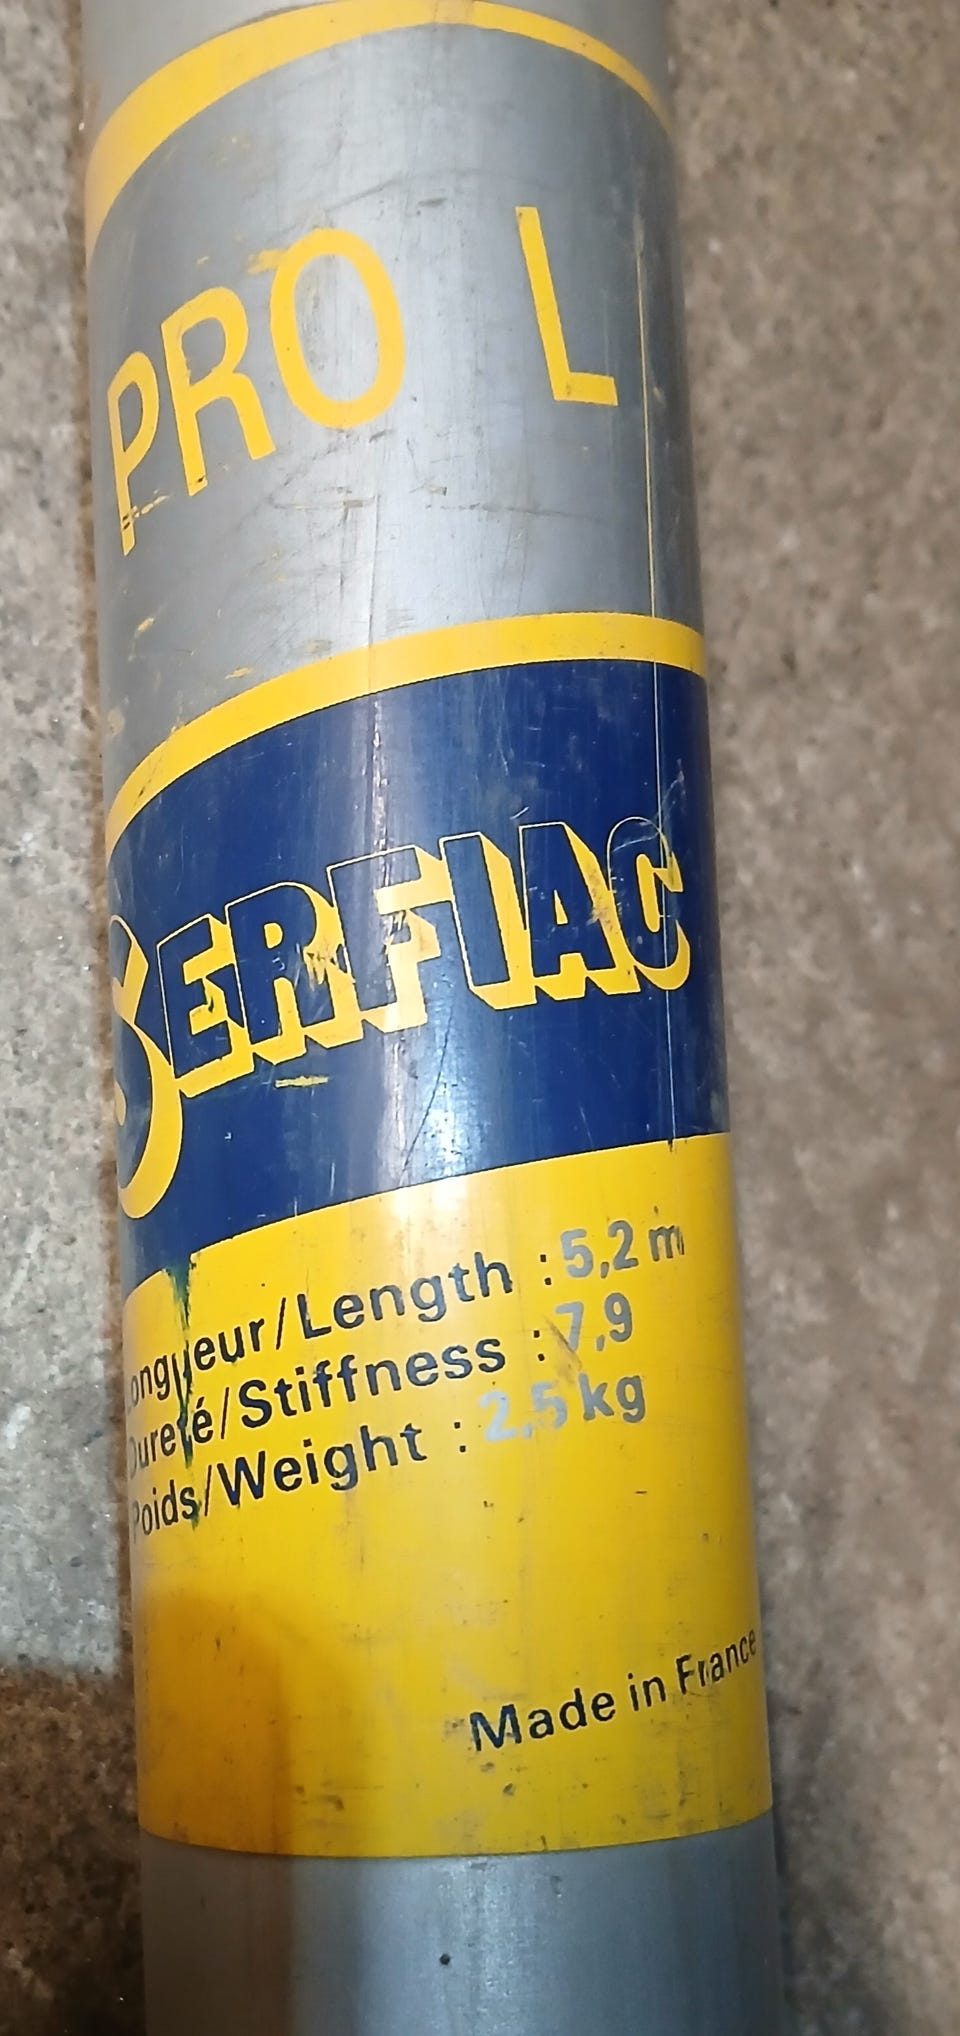 PRO L
SERFIAC
Longueur/Length : 5,2 m
Dureté/Stiffness : 7,9
Poids/Weight : 2,5 kg
Made in France